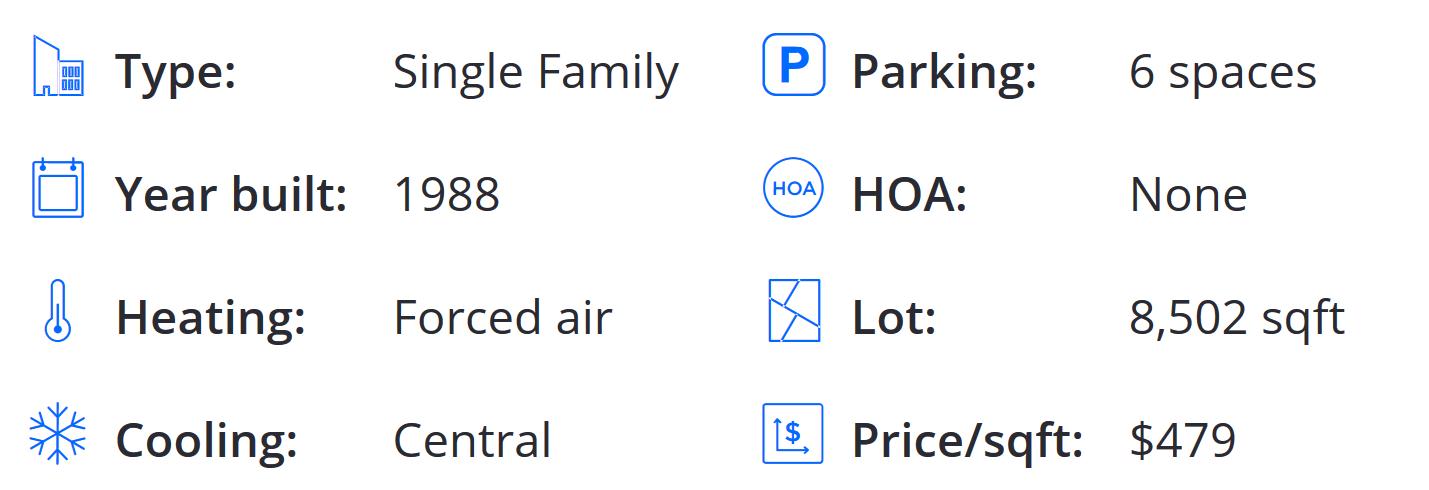 Type: Single Family P Parking: 6 spaces
Year built: 1988 HOA HOA: None
Heating: Forced air Lot: 8,502 sqft
Cooling: Central $ Price/sqft: $479